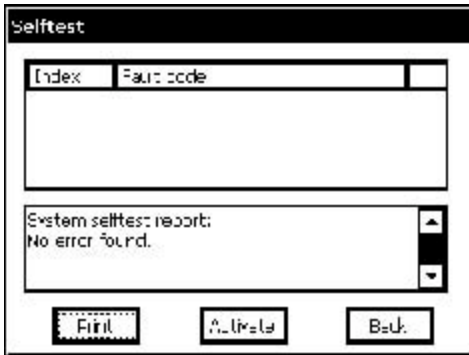 Selftest
Index Fault code
System selftest report:
No error found.
Print Activate Back